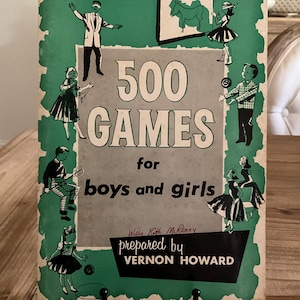 500
GAMES
for
boys and girls
prepared by
VERNON HOWARD